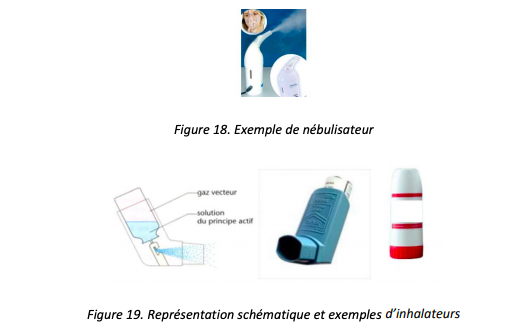 Figure 18. Exemple de nébulisateur
gaz vecteur
solution
du principe actif
Figure 19. Représentation schématique et exemples d’inhalateurs